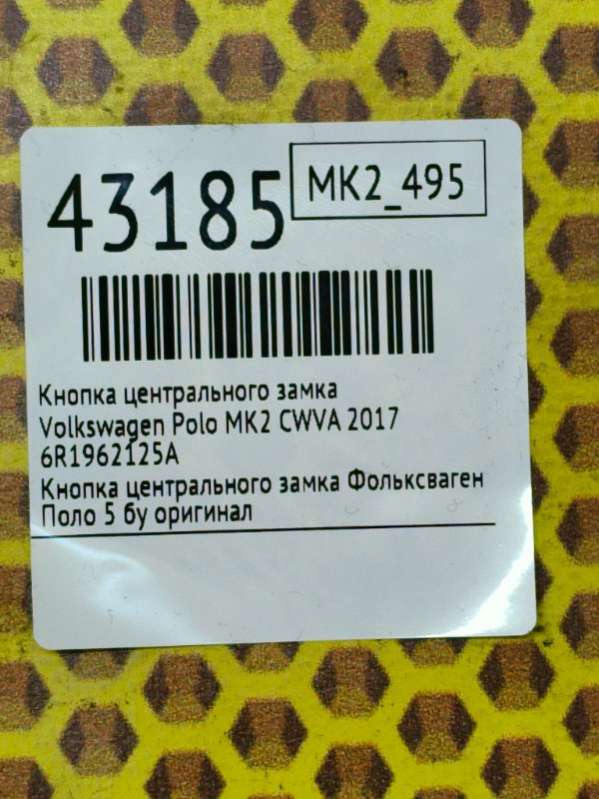 43185
MK2_495
Кнопка центрального замка
Volkswagen Polo MK2 CWVA 2017
6R1962125A
Кнопка центрального замка Фольксваген
Поло 5 бу оригинал